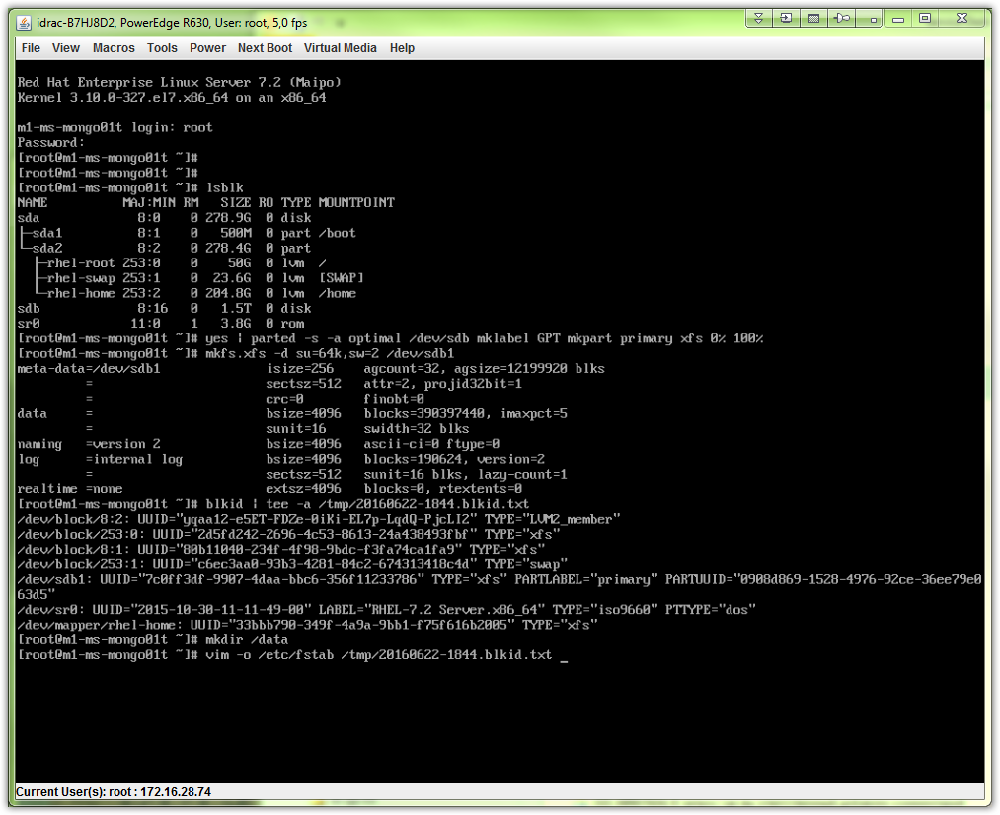 idrac-B7HJ8D2, PowerEdge R630, User: root, 5,0 fps
File View Macros Tools Power Next Boot Virtual Media Help
Red Hat Enterprise Linux Server 7.2 (Maipo)
Kernel 3.10.0-327.el7.x86_64 on an x86_64
m1-ms-mongo01t login: root
Password:
[root@m1-ms-mongo01t ~]#
[root@m1-ms-mongo01t ~]#
[root@m1-ms-mongo01t ~]# lsblk
NAME MAJ:MIN RM SIZE RO TYPE MOUNTPOINT
sda 8:0 0 278.9G 0 disk
├─sda1 8:1 0 500M 0 part /boot
└─sda2 8:2 0 278.4G 0 part
├─rhel-root 253:0 0 50G 0 lvm /
├─rhel-swap 253:1 0 23.6G 0 lvm [SWAP]
└─rhel-home 253:2 0 204.8G 0 lvm /home
sdb 8:16 0 1.5T 0 disk
sr0 11:0 1 3.8G 0 rom
[root@m1-ms-mongo01t ~]# yes | parted -s -a optimal /dev/sdb mklabel GPT mkpart primary xfs 0% 100%
[root@m1-ms-mongo01t ~]# mkfs.xfs -d su=64k,sw=2 /dev/sdb1
meta-data=/dev/sdb1 isize=256 agcount=32, agsize=12199920 blks
= sectsz=512 attr=2, projid32bit=1
= crc=0 finobt=0
data = bsize=4096 blocks=390397440, imaxpct=5
= sunit=16 swidth=32 blks
naming =version 2 bsize=4096 ascii-ci=0 ftype=0
log =internal log bsize=4096 blocks=190624, version=2
= sectsz=512 sunit=16 blks, lazy-count=1
realtime =none extsz=4096 blocks=0, rtextents=0
[root@m1-ms-mongo01t ~]# blkid | tee -a /tmp/20160622-1844.blkid.txt
/dev/block/8:2: UUID="yqaa12-e5ET-FDZe-0iKi-EL7p-LqdQ-PjcLI2" TYPE="LVM2_member"
/dev/block/253:0: UUID="2d5fd242-2696-4c53-8613-24a438493fbf" TYPE="xfs"
/dev/block/8:1: UUID="80b11040-234f-4f98-9bdc-f3fa74ca1fa9" TYPE="xfs"
/dev/block/253:1: UUID="c6ec3aa0-93b3-4281-84c2-674313418c4d" TYPE="swap"
/dev/sdb1: UUID="7c0ff3df-9907-4daa-bbc6-356f11233786" TYPE="xfs" PARTLABEL="primary" PARTUUID="0908d869-1528-4976-92ce-36ee79e0
63d5"
/dev/sr0: UUID="2015-10-30-11-11-49-00" LABEL="RHEL-7.2 Server.x86_64" TYPE="iso9660" PTTYPE="dos"
/dev/mapper/rhel-home: UUID="33bbb790-349f-4a9a-9bb1-f75f616b2005" TYPE="xfs"
[root@m1-ms-mongo01t ~]# mkdir /data
[root@m1-ms-mongo01t ~]# vim -o /etc/fstab /tmp/20160622-1844.blkid.txt _
Current User(s): root : 172.16.28.74